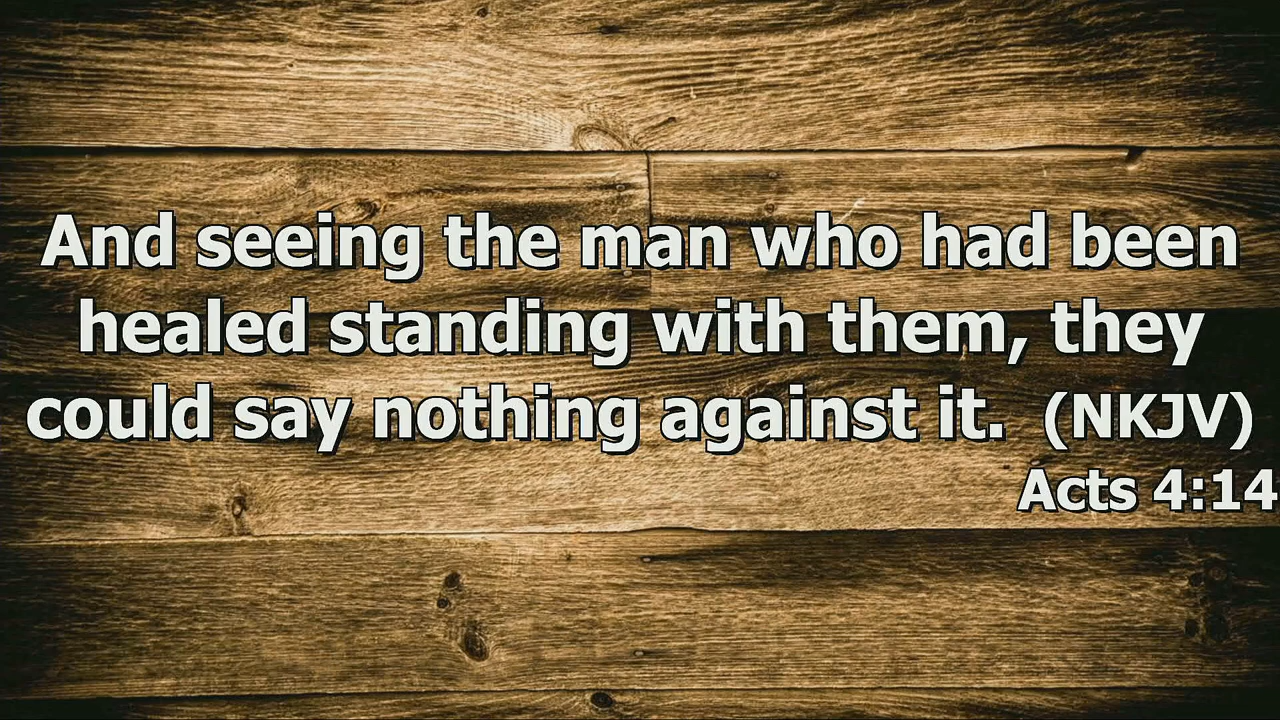 And seeing the man who had been
healed standing with them, they
could say nothing against it. (NKJV)
Acts 4:14